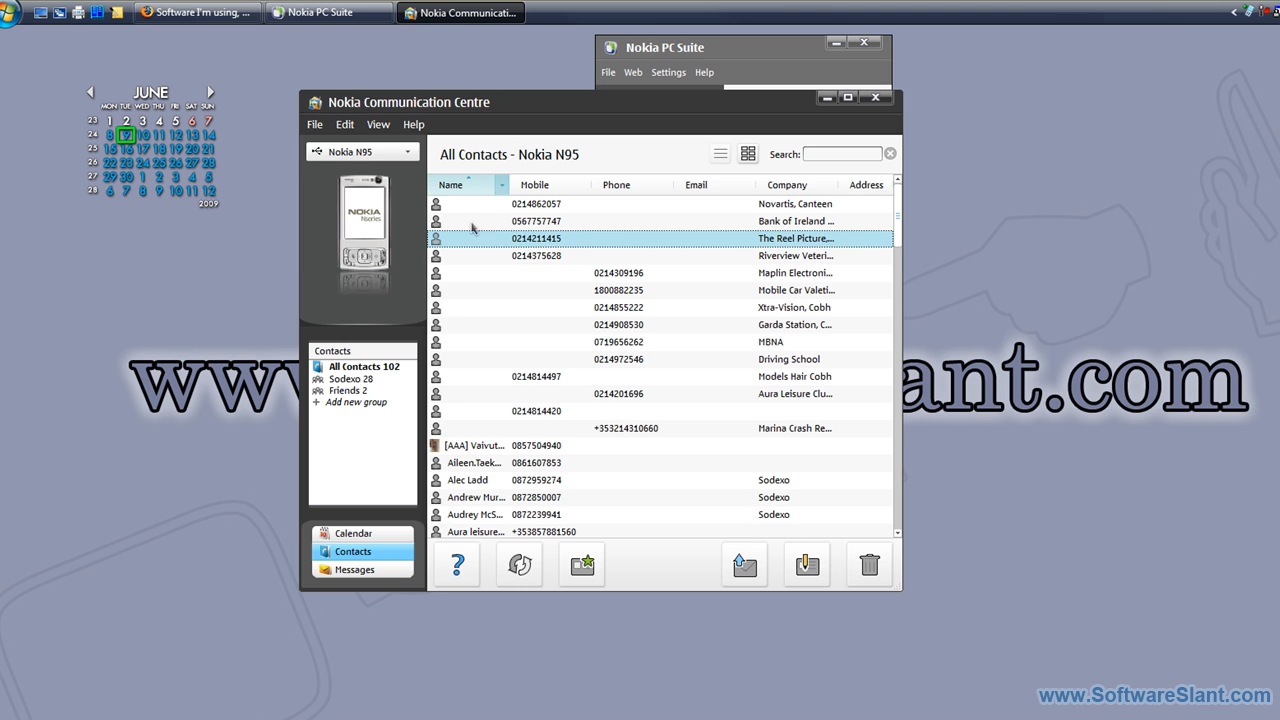 Software I'm using, ...
Nokia PC Suite
Nokia Communicati...
JUNE
MON TUE WED THU FRI SAT SUN
23 1 2 3 4 5 6 7
24 8 9 10 11 12 13 14
25 15 16 17 18 19 20 21
26 22 23 24 25 26 27 28
27 29 30 1 2 3 4 5
28 6 7 8 9 10 11 12
2009
Nokia PC Suite
File Web Settings Help
Nokia Communication Centre
File Edit View Help
Nokia N95
NOKIA
Nseries
All Contacts - Nokia N95
Search:
Name Mobile Phone Email Company Address
0214862057 Novartis, Canteen
0567757747 Bank of Ireland ...
0214211415 The Reel Picture,...
0214375628 Riverview Veteri...
0214309196 Maplin Electroni...
1800882235 Mobile Car Valeti...
0214855222 Xtra-Vision, Cobh
0214908530 Garda Station, C...
0719656262 MBNA
0214972546 Driving School
0214814497 Models Hair Cobh
0214201696 Aura Leisure Clu...
0214814420
+353214310660 Marina Crash Re...
[AAA] Vaivut... 0857504940
Aileen,Taek... 0861607853
Alec Ladd 0872959274 Sodexo
Andrew Mur... 0872850007 Sodexo
Audrey McS... 0872239941 Sodexo
Aura leisure... +353857881560
Contacts
All Contacts 102
Sodexo 28
Friends 2
+ Add new group
Calendar
Contacts
Messages
www
ant.com
www.SoftwareSlant.com